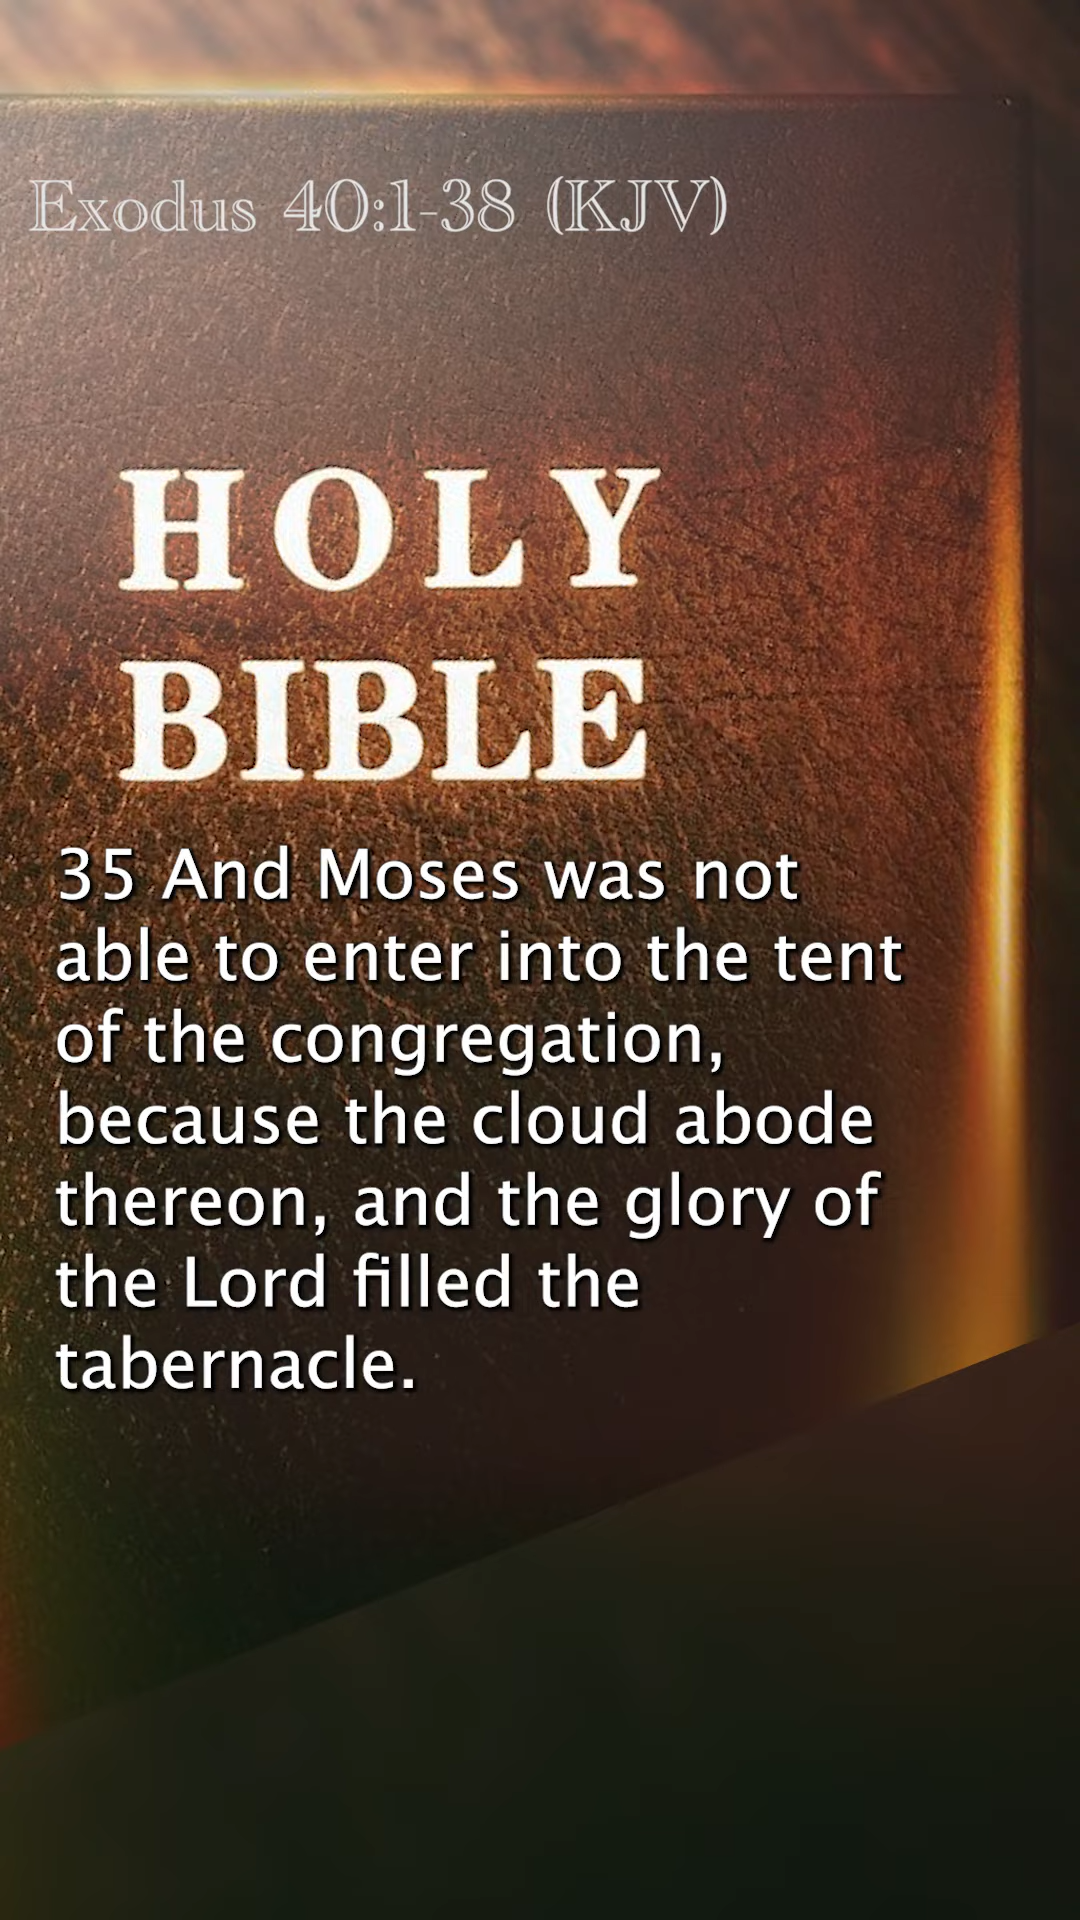 Exodus 40:1-38 (KJV)
HOLY
BIBLE
35 And Moses was not
able to enter into the tent
of the congregation,
because the cloud abode
thereon, and the glory of
the Lord filled the
tabernacle.